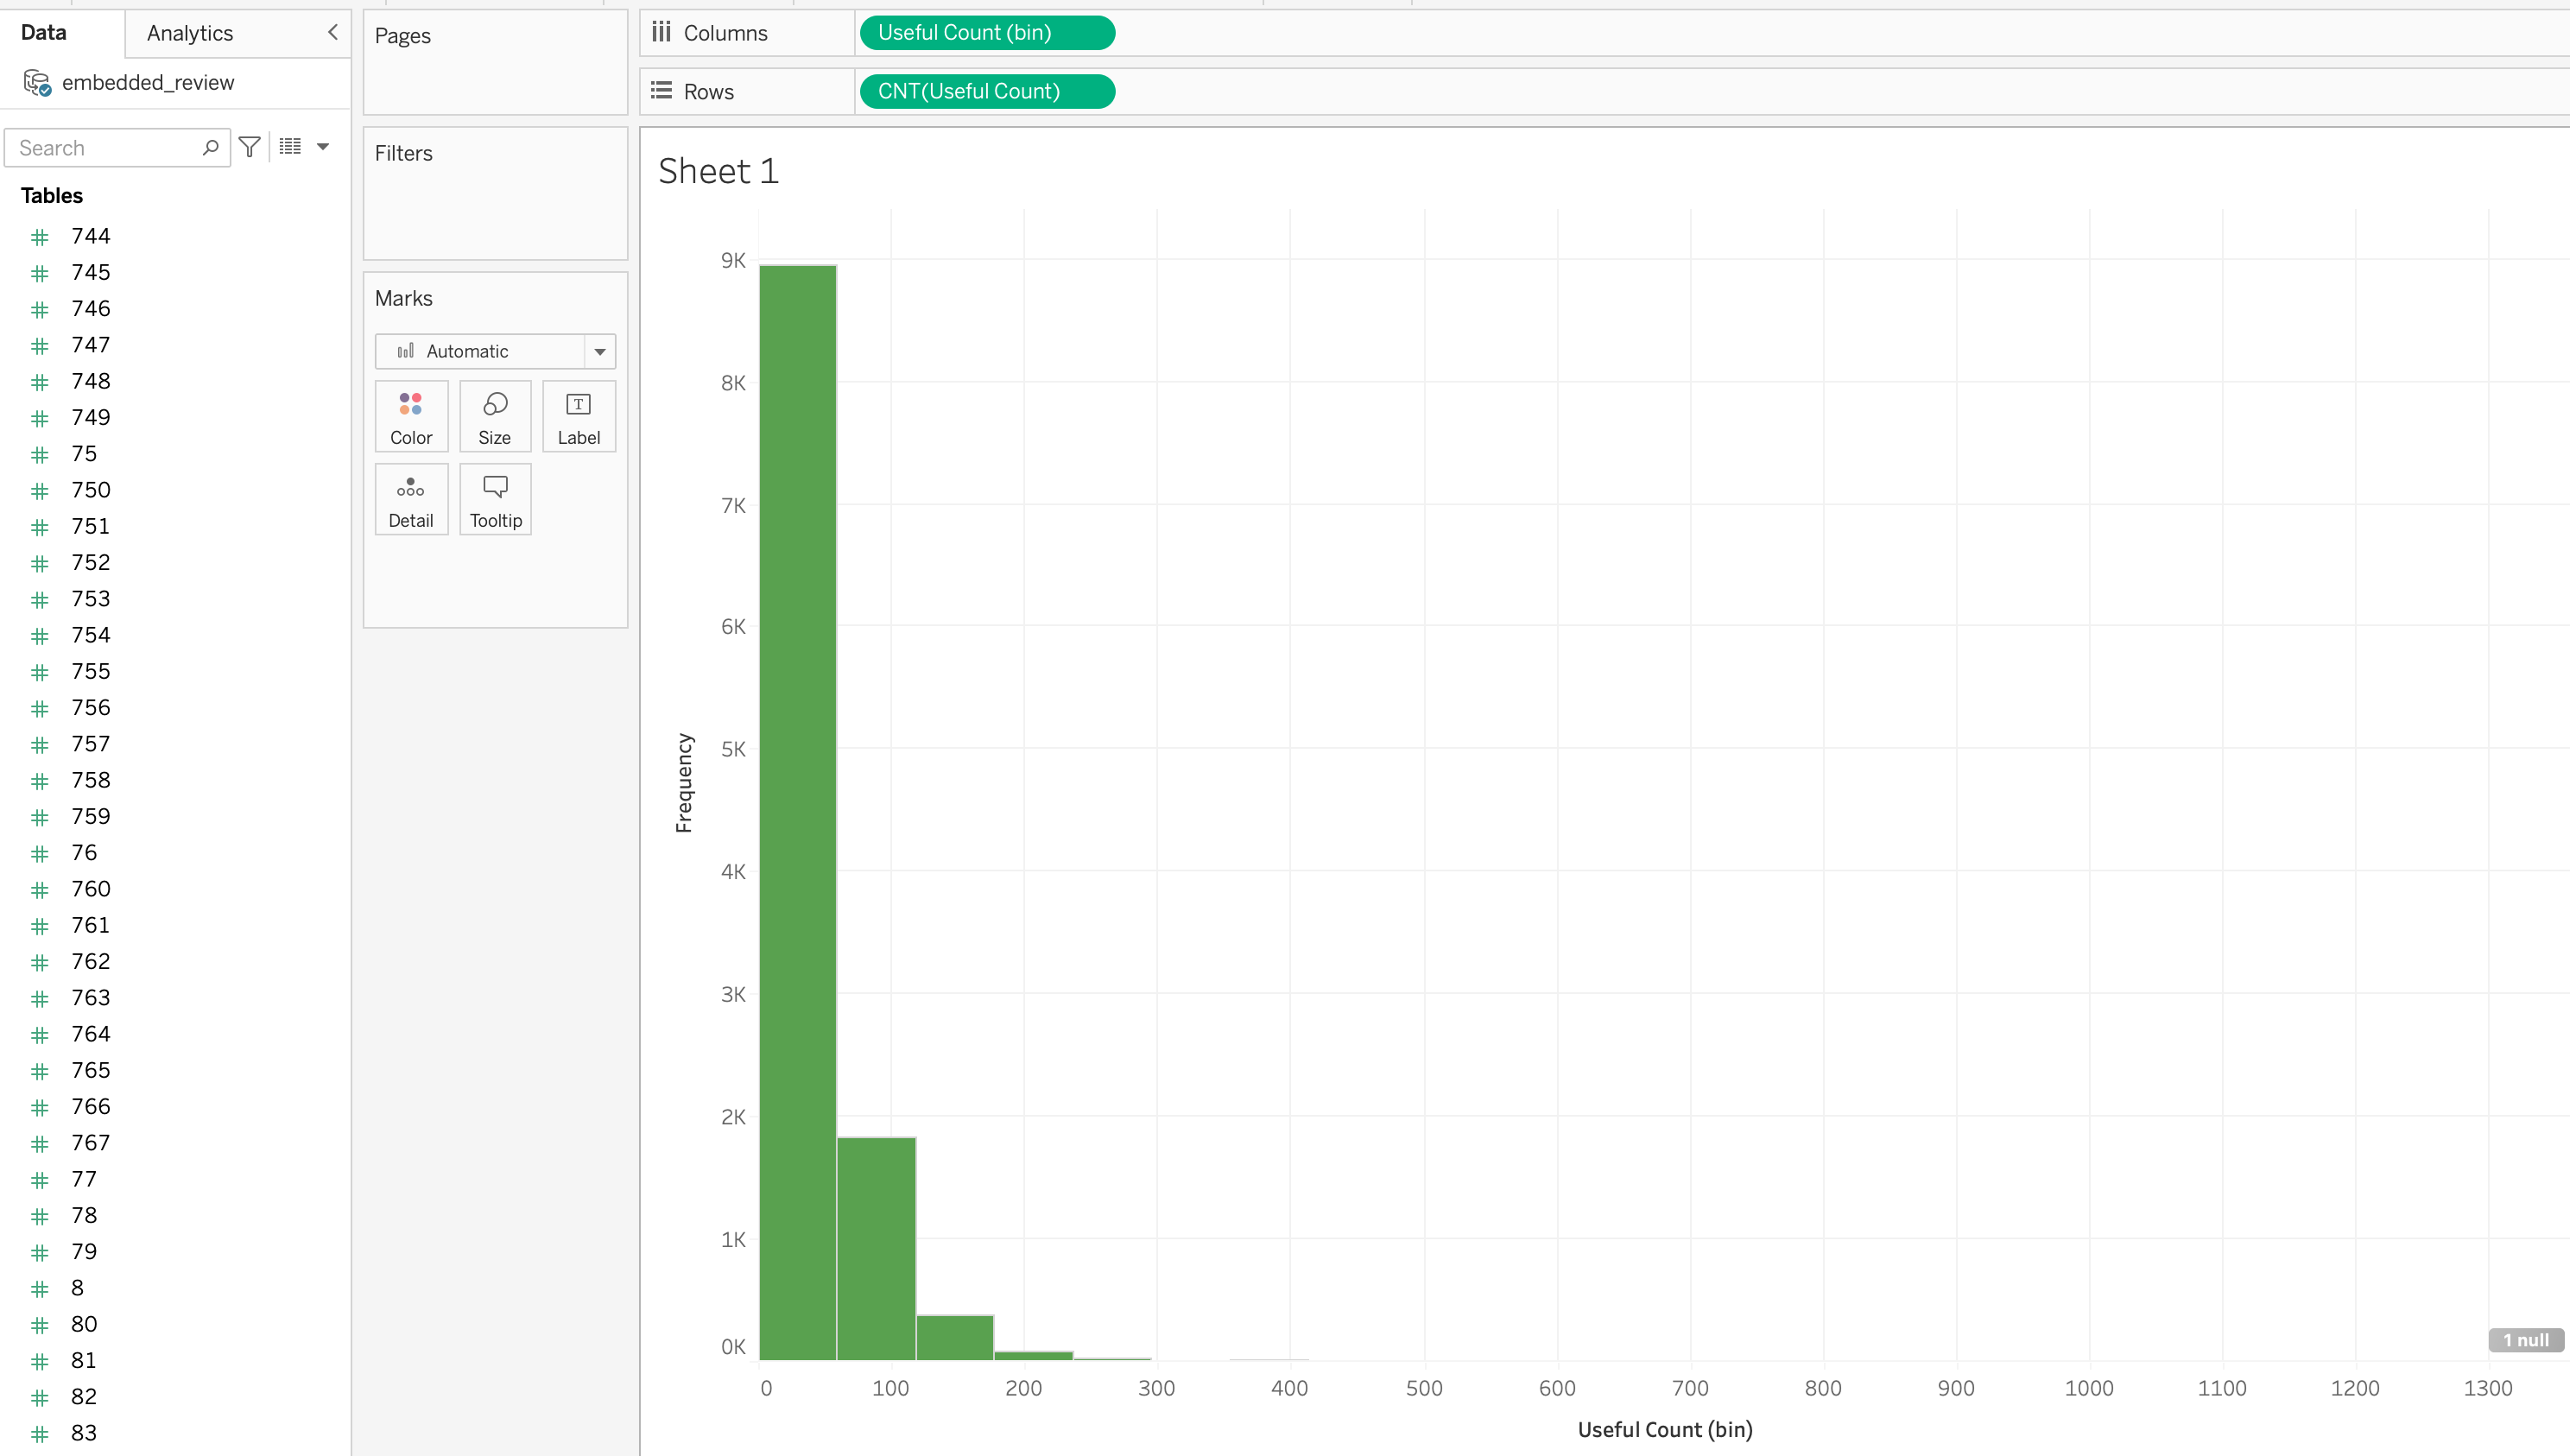 Data
Analytics
embedded_review
Search
Tables
744
745
746
747
748
749
75
750
751
752
753
754
755
756
757
758
759
76
760
761
762
763
764
765
766
767
77
78
79
8
80
81
82
83
Pages
Filters
Marks
Automatic
Color
Size
Label
Detail
Tooltip
Columns
Useful Count (bin)
Rows
CNT(Useful Count)
Sheet 1
Frequency
9K
8K
7K
6K
5K
4K
3K
2K
1K
0K
1 null
0 100 200 300 400 500 600 700 800 900 1000 1100 1200 1300
Useful Count (bin)